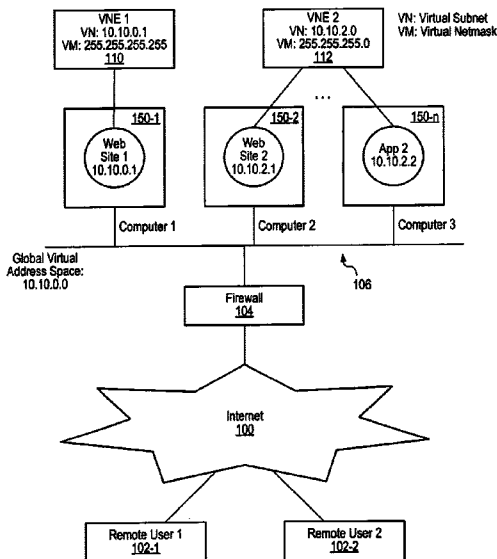 VNE 1
VN: 10.10.0.1
VM: 255.255.255.255
110
VNE 2
VN: 10.10.2.0
VM: 255.255.255.0
112
VN: Virtual Subnet
VM: Virtual Netmask
...
150-1
Web
Site 1
10.10.0.1
150-2
Web
Site 2
10.10.2.1
150-n
App 2
10.10.2.2
Computer 1
Computer 2
Computer 3
Global Virtual
Address Space:
10.10.0.0
106
Firewall
104
Internet
100
Remote User 1
102-1
Remote User 2
102-2